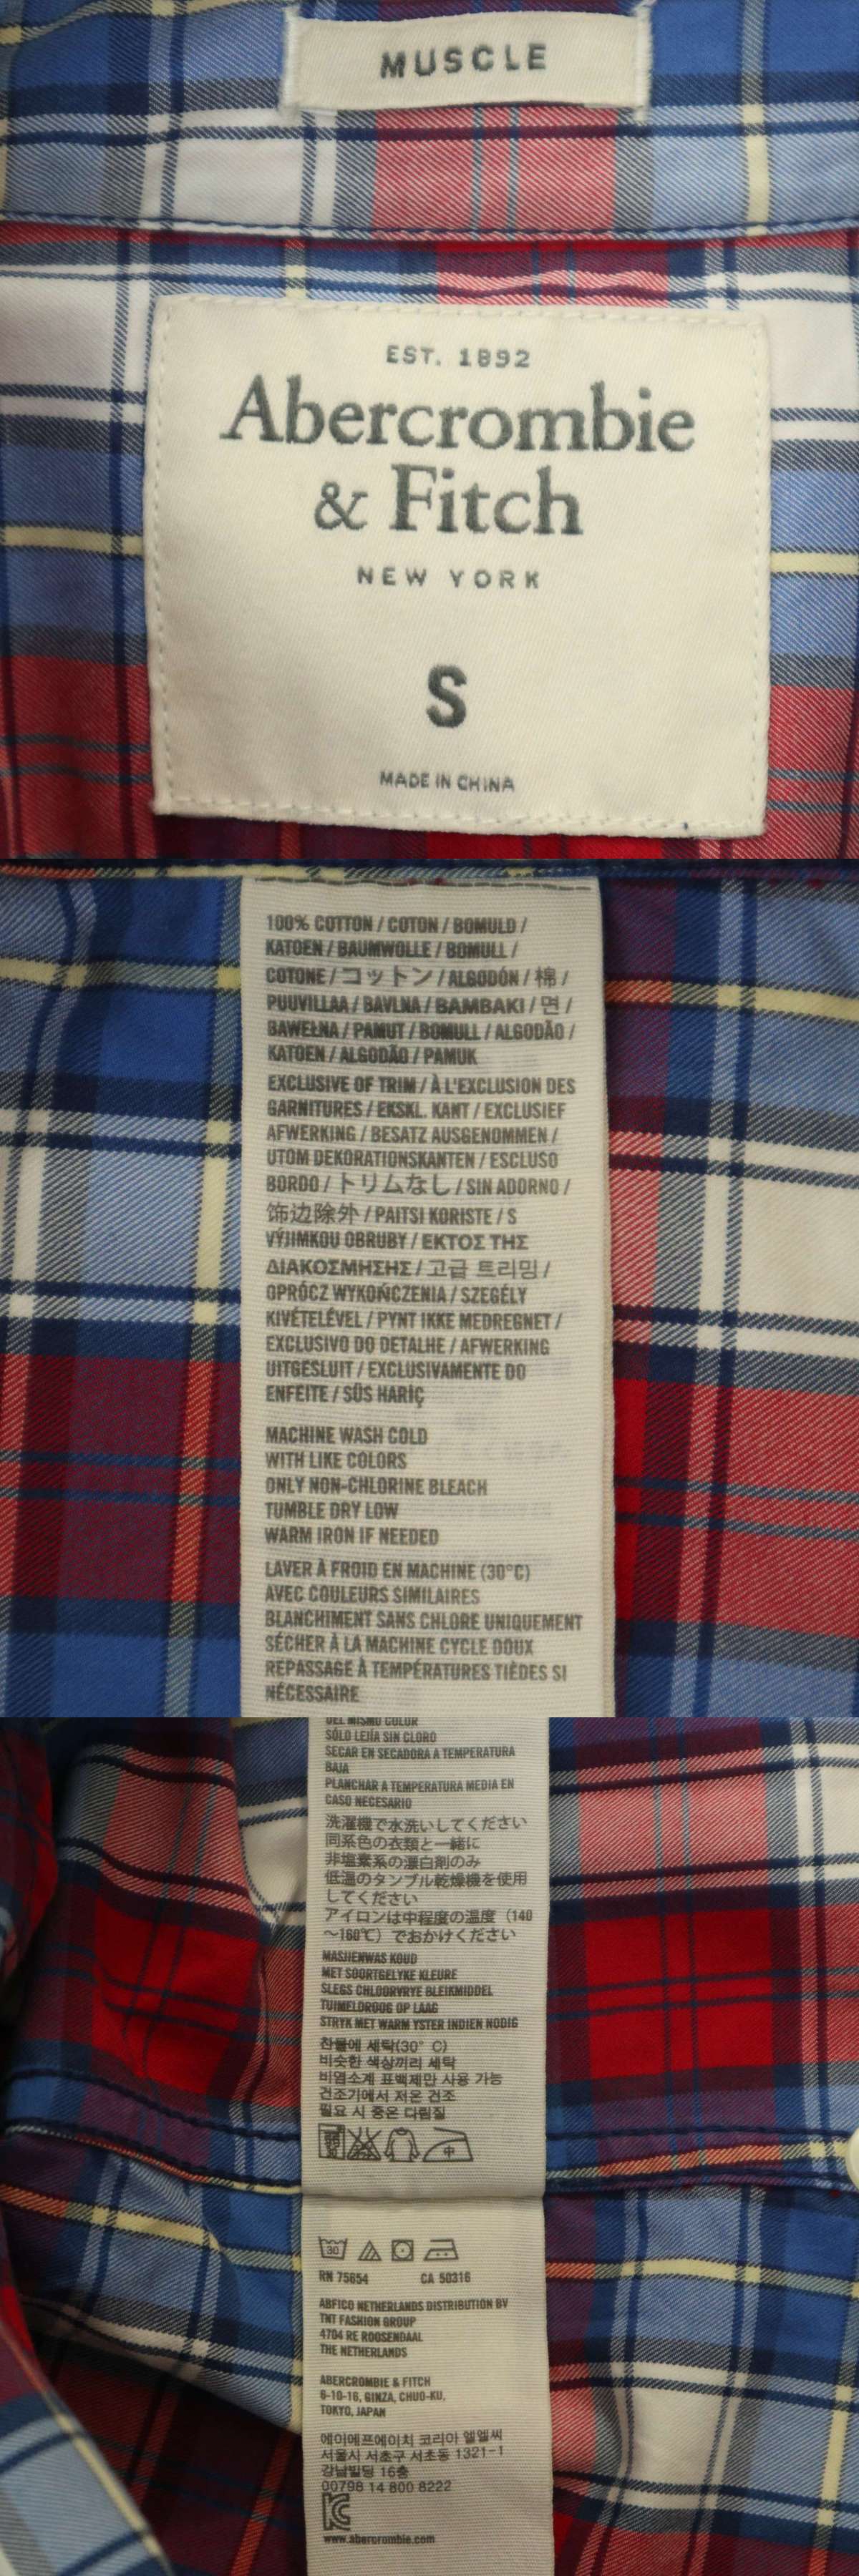 MUSCLE
EST. 1892
Abercrombie
& Fitch
NEW YORK
S
MADE IN CHINA
100% COTTON / COTON / BOMULD /
KATOEN / BAUMWOLLE / BOMULL /
COTONE / コットン / ALGODÓN / 棉 /
PUUVILLAA / BAVLNA / BAMBAKI / 면 /
BAWEŁNA / PAMUT / BOMULL / ALGODÃO /
KATOEN / ALGODÃO / PAMUK
EXCLUSIVE OF TRIM / À L'EXCLUSION DES
GARNITURES / EKSKL. KANT / EXCLUSIEF
AFWERKING / BESATZ AUSGENOMMEN /
UTOM DEKORATIONSKANTEN / ESCLUSO
BORDO / トリムなし / SIN ADORNO /
饰边除外 / PAITSI KORISTE / S
VÝJIMKOU OBRUBY / ΕΚΤΟΣ ΤΗΣ
ΔΙΑΚΟΣΜΗΣΗΣ / 고급 트리밍 /
OPRÓCZ WYKOŃCZENIA / SZEGÉLY
KIVÉTELÉVEL / PYNT IKKE MEDREGNET /
EXCLUSIVO DO DETALHE / AFWERKING
UITGESLUIT / EXCLUSIVAMENTE DO
ENFEITE / SÜS HARİÇ
MACHINE WASH COLD
WITH LIKE COLORS
ONLY NON-CHLORINE BLEACH
TUMBLE DRY LOW
WARM IRON IF NEEDED
LAVER À FROID EN MACHINE (30°C)
AVEC COULEURS SIMILAIRES
BLANCHIMENT SANS CHLORE UNIQUEMENT
SÉCHER À LA MACHINE CYCLE DOUX
REPASSAGE À TEMPÉRATURES TIÈDES SI
NÉCESSAIRE
DEL MISMO COLOR
SÓLO LEJÍA SIN CLORO
SECAR EN SECADORA A TEMPERATURA
BAJA
PLANCHAR A TEMPERATURA MEDIA EN
CASO NECESARIO
洗濯機で水洗いしてください
同系色の衣類と一緒に
非塩素系の漂白剤のみ
低温のタンブル乾燥機を使用
してください
アイロンは中程度の温度（140
～160℃）でおかけください
MASJIENWAS KOUD
MET SOORTGELYKE KLEURE
SLEGS CHLOORVRYE BLEIKMIDDEL
TUIMELDROOG OP LAAG
STRYK MET WARM YSTER INDIEN NODIG
찬물에 세탁(30° C)
비슷한 색상끼리 세탁
비염소계 표백제만 사용 가능
건조기에서 저온 건조
필요 시 중온 다림질
中
30
RN 75654 CA 50316
ABFICO NETHERLANDS DISTRIBUTION BV
TNT FASHION GROUP
4704 RE ROOSENDAAL
THE NETHERLANDS
ABERCROMBIE & FITCH
6-10-16, GINZA, CHUO-KU,
TOKYO, JAPAN
에이에프에이치 코리아 엘엘씨
서울시 서초구 서초동 1321-1
강남빌딩 16층
00798 14 800 8222
www.abercrombie.com